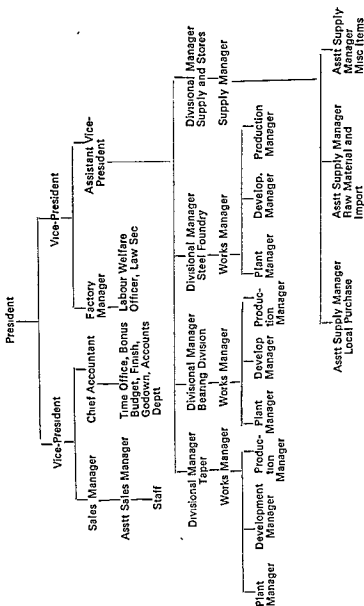 President
Vice-President
Vice-President
Sales Manager
Chief Accountant
Factory
Manager
Assistant Vice-
President
Asstt Sales Manager
Time Office, Bonus
Budget, Finish,
Godown, Accounts
Deptt
Labour Welfare
Officer, Law Sec
Staff
Divisional Manager
Taper
Divisional Manager
Bearing Division
Divisional Manager
Steel Foundry
Divisional Manager
Supply and Stores
Works Manager
Works Manager
Works Manager
Supply Manager
Plant
Manager
Development
Manager
Produc-
tion
Manager
Plant
Manager
Develop
Manager
Produc-
tion
Manager
Plant
Manager
Develop.
Manager
Production
Manager
Asstt Supply Manager
Local Purchase
Asstt Supply Manager
Raw Material and
Import
Asstt Supply
Manager
Misc Items